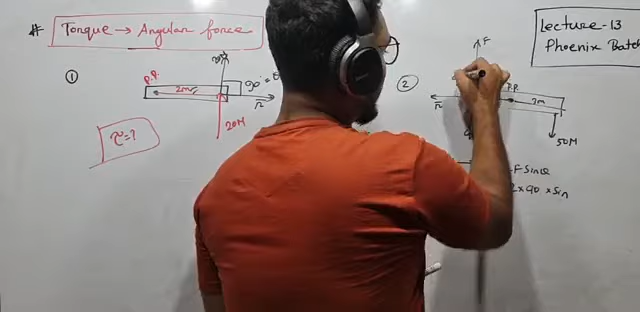 # Torque → Angular force
Lecture-13
Phoenix Batch
①
P.P.
2m
90° = θ
20N
τ = ?
②
F
P.P.
2m
50N
F Sinθ
2×90 × Sin